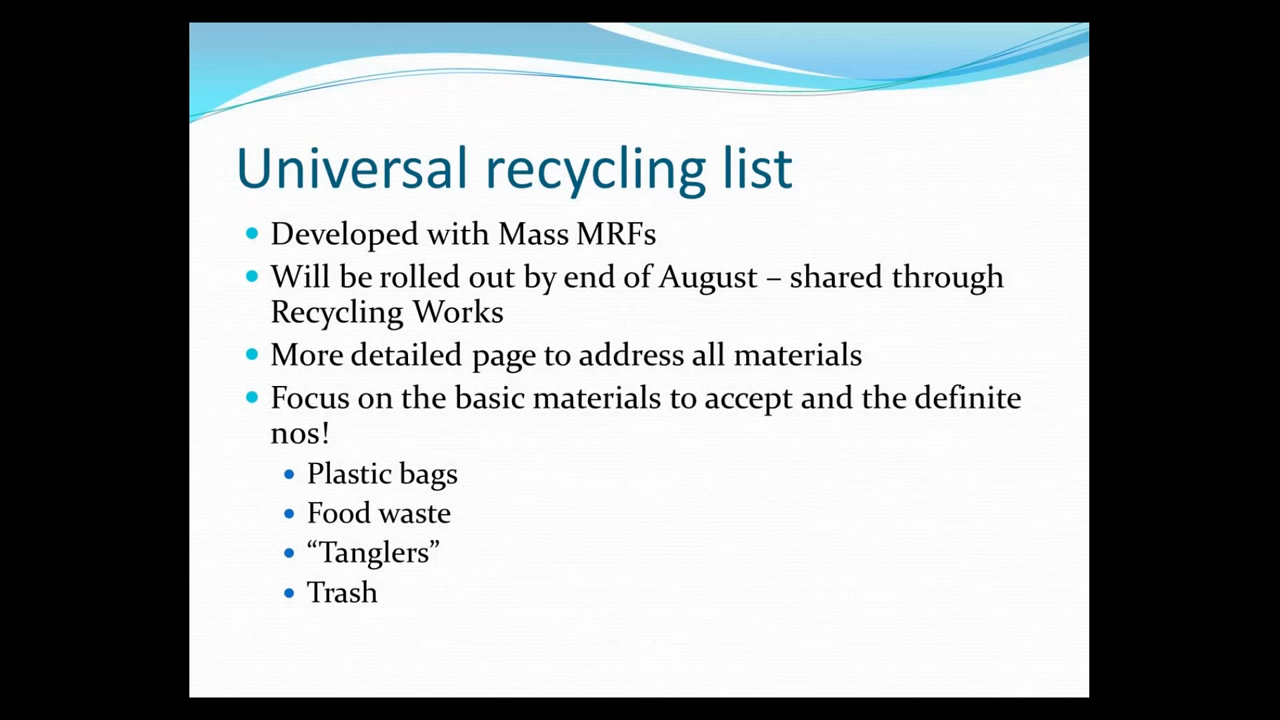 Universal recycling list
• Developed with Mass MRFs
• Will be rolled out by end of August – shared through
Recycling Works
• More detailed page to address all materials
• Focus on the basic materials to accept and the definite
nos!
• Plastic bags
• Food waste
• “Tanglers”
• Trash